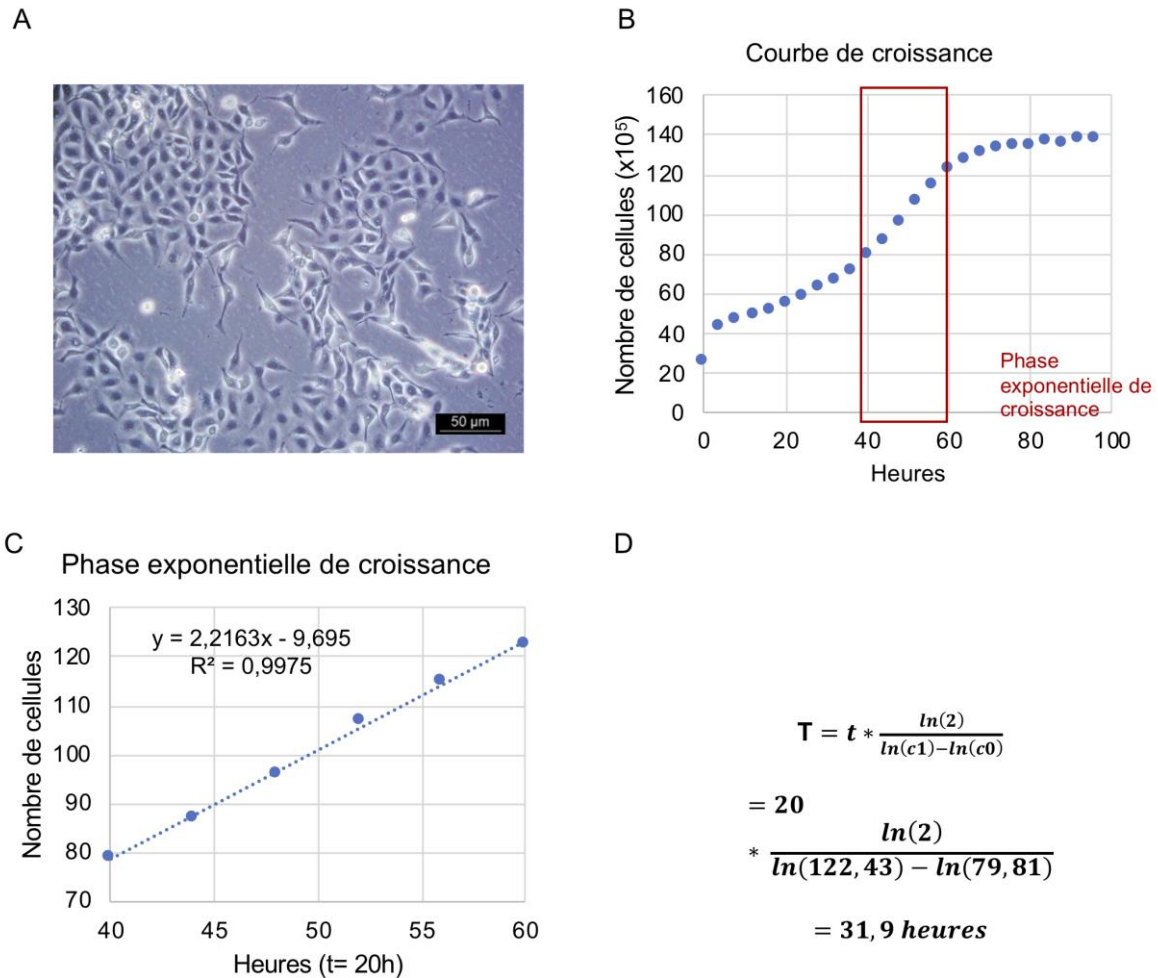 A
50 µm
B
Courbe de croissance
Nombre de cellules (x10⁵)
160
140
120
100
80
60
40
20
0
0 20 40 60 80 100
Heures
Phase
exponentielle de
croissance
C
Phase exponentielle de croissance
y = 2,2163x - 9,695
R² = 0,9975
Nombre de cellules
130
120
110
100
90
80
70
40 45 50 55 60
Heures (t= 20h)
D
T = t * ln(2) / ln(c1)−ln(c0)
= 20
* ln(2) / ln(122,43) − ln(79,81)
= 31,9 heures